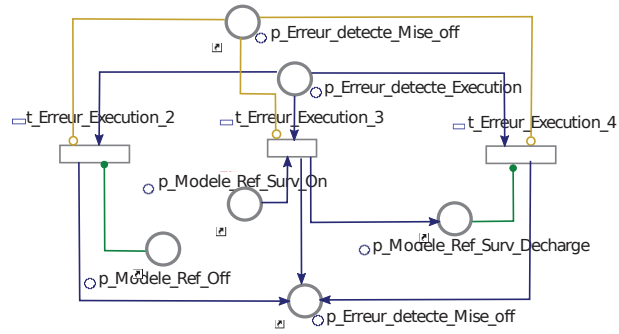 p_Erreur_detecte_Mise_off
p_Erreur_detecte_Execution
t_Erreur_Execution_2
t_Erreur_Execution_3
t_Erreur_Execution_4
p_Modele_Ref_Surv_On
p_Modele_Ref_Surv_Decharge
p_Modele_Ref_Off
p_Erreur_detecte_Mise_off